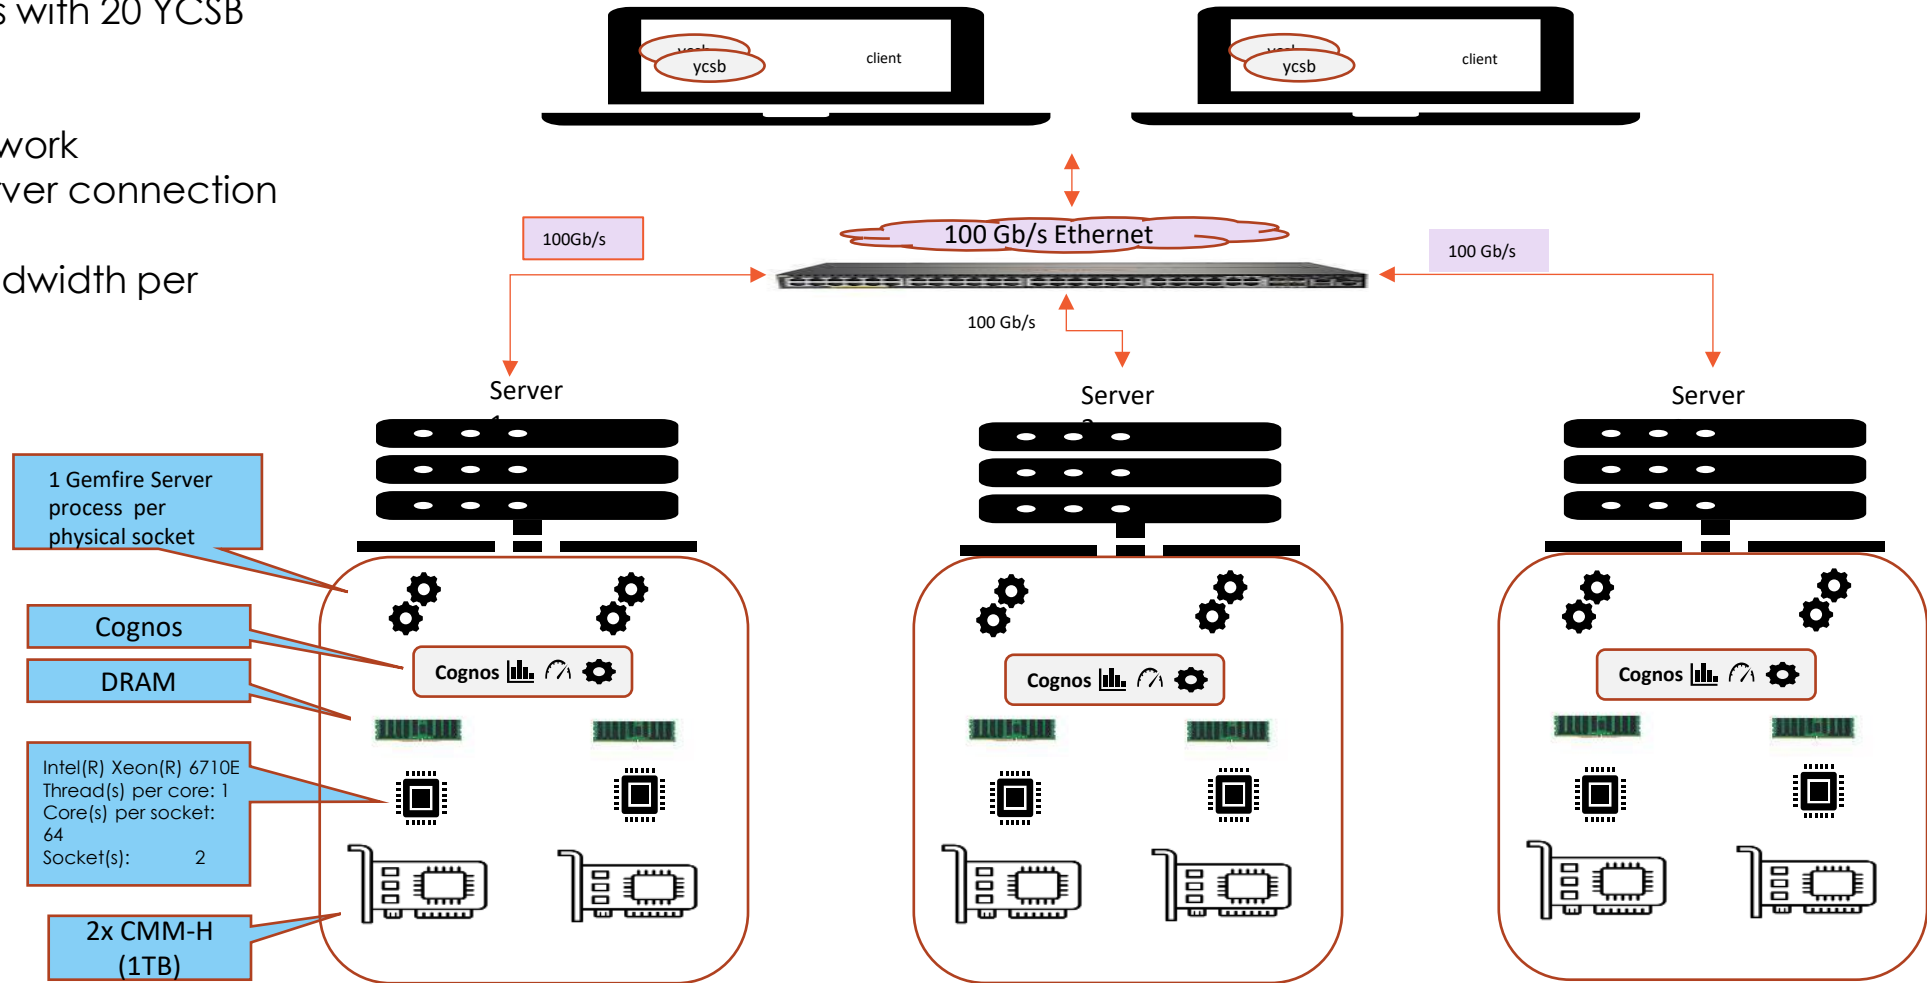 s with 20 YCSB
work
rver connection
dwidth per
ycsb
client
ycsb
client
100 Gb/s Ethernet
100Gb/s
100 Gb/s
100 Gb/s
Server
Server
Server
1 Gemfire Server
process per
physical socket
Cognos
DRAM
Intel(R) Xeon(R) 6710E
Thread(s) per core: 1
Core(s) per socket:
64
Socket(s): 2
2x CMM-H
(1TB)
Cognos
Cognos
Cognos